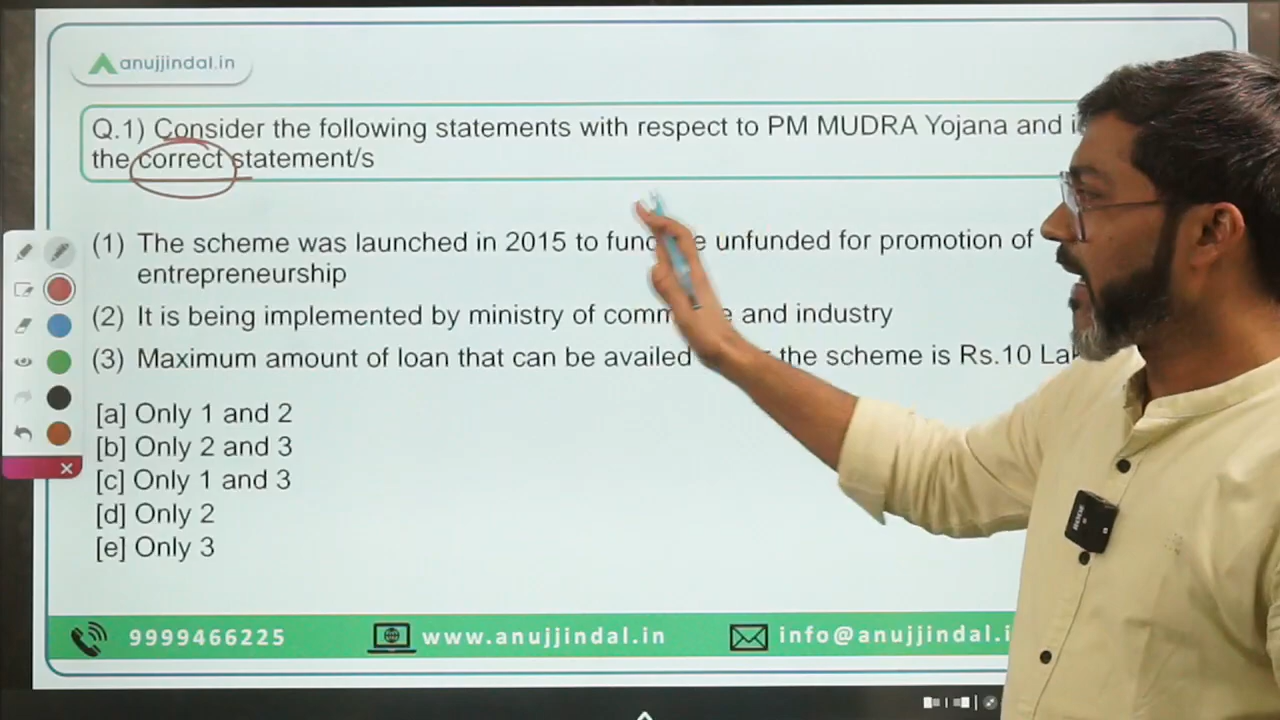 anujjindal.in
Q.1) Consider the following statements with respect to PM MUDRA Yojana and
the correct statement/s
(1) The scheme was launched in 2015 to fund unfunded for promotion of
entrepreneurship
(2) It is being implemented by ministry of and industry
(3) Maximum amount of loan that can be availed the scheme is Rs.10
[a] Only 1 and 2
[b] Only 2 and 3
[c] Only 1 and 3
[d] Only 2
[e] Only 3
9999466225 www.anujjindal.in info@anujjindal.i